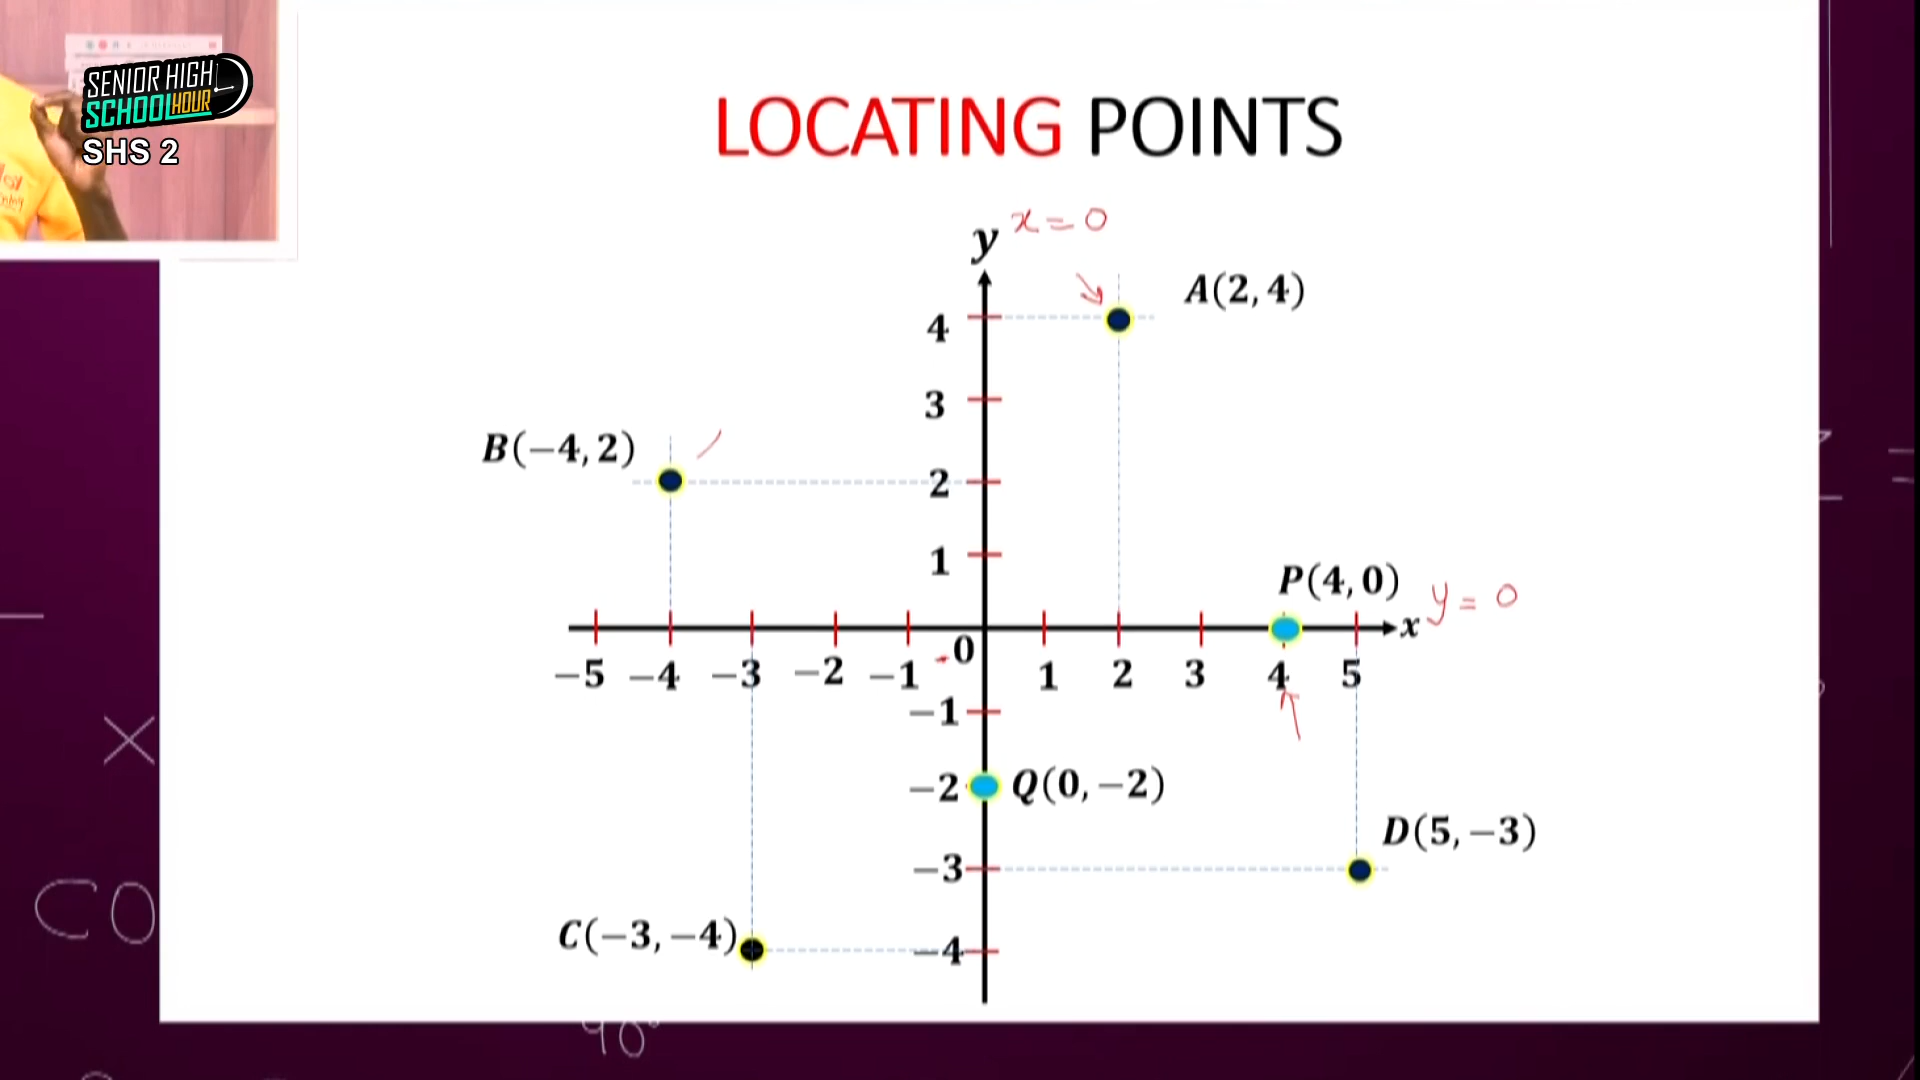 SENIOR HIGH
SCHOOL HOUR
SHS 2
LOCATING POINTS
y x = 0
A(2, 4)
4
3
B(−4, 2)
2
1
P(4, 0)
x y = 0
−5 −4 −3 −2 −1 0 1 2 3 4 5
−1
−2 Q(0, −2)
D(5, −3)
−3
C(−3, −4)
−4
CO
90°